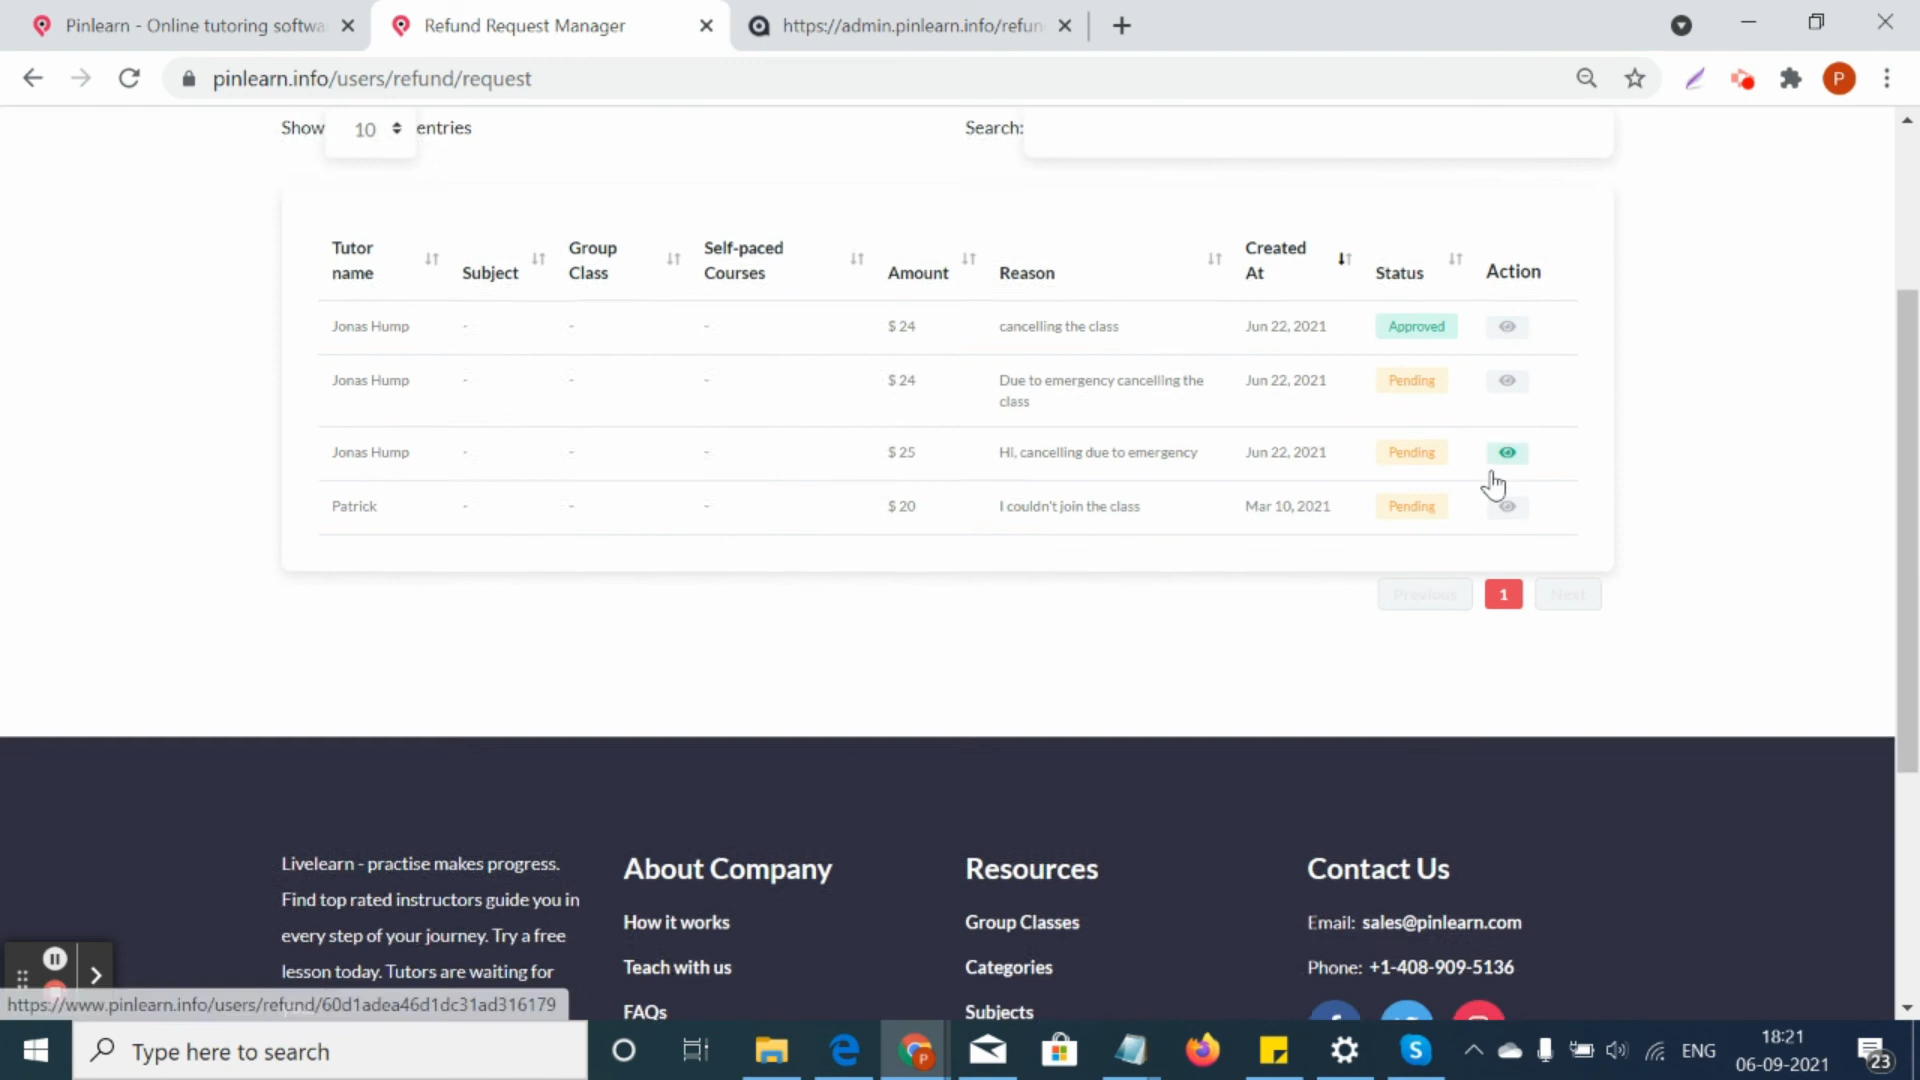 Pinlearn - Online tutoring softwa
Refund Request Manager
https://admin.pinlearn.info/refun
pinlearn.info/users/refund/request
P
Show 10 entries
Search:
Tutor name
Subject
Group Class
Self-paced Courses
Amount
Reason
Created At
Status
Action
Jonas Hump - - - $ 24 cancelling the class Jun 22, 2021 Approved
Jonas Hump - - - $ 24 Due to emergency cancelling the Jun 22, 2021 Pending
class
Jonas Hump - - - $ 25 HI, cancelling due to emergency Jun 22, 2021 Pending
Patrick - - - $ 20 I couldn't join the class Mar 10, 2021 Pending
Previous 1 Next
Livelearn - practise makes progress.
Find top rated instructors guide you in
every step of your journey. Try a free
lesson today. Tutors are waiting for
About Company
How it works
Teach with us
FAQs
Resources
Group Classes
Categories
Subjects
Contact Us
Email: sales@pinlearn.com
Phone: +1-408-909-5136
https://www.pinlearn.info/users/refund/60d1adea46d1dc31ad316179
Type here to search
P
S
ENG
18:21
06-09-2021
23